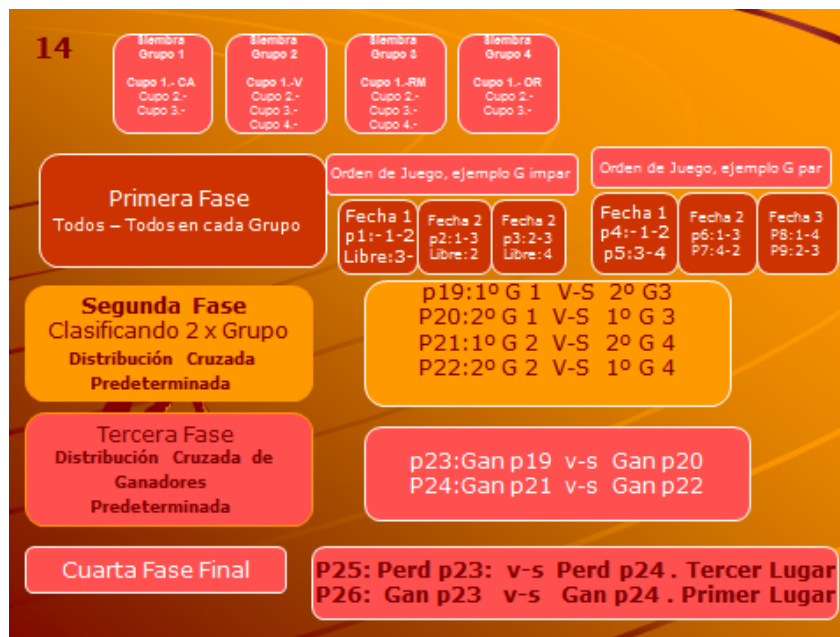 14
Siembra
Grupo 1
Cupo 1.- CA
Cupo 2.-
Cupo 3.-
Siembra
Grupo 2
Cupo 1.-V
Cupo 2.-
Cupo 3.-
Cupo 4.-
Siembra
Grupo 3
Cupo 1.-RM
Cupo 2.-
Cupo 3.-
Cupo 4.-
Siembra
Grupo 4
Cupo 1.- OR
Cupo 2.-
Cupo 3.-
Primera Fase
Todos – Todos en cada Grupo
Orden de Juego, ejemplo G impar
Fecha 1
p1:-1-2
Libre:3-
Fecha 2
p2:1-3
Libre:2
Fecha 2
p3:2-3
Libre:4
Orden de Juego, ejemplo G par
Fecha 1
p4:-1-2
p5:3-4
Fecha 2
p6:1-3
P7:4-2
Fecha 3
P8:1-4
P9:2-3
Segunda Fase
Clasificando 2 x Grupo
Distribución Cruzada
Predeterminada
p19:1º G 1 V-S 2º G3
P20:2º G 1 V-S 1º G 3
P21:1º G 2 V-S 2º G 4
P22:2º G 2 V-S 1º G 4
Tercera Fase
Distribución Cruzada de
Ganadores
Predeterminada
p23:Gan p19 v-s Gan p20
P24:Gan p21 v-s Gan p22
Cuarta Fase Final
P25: Perd p23: v-s Perd p24 . Tercer Lugar
P26: Gan p23 v-s Gan p24 . Primer Lugar